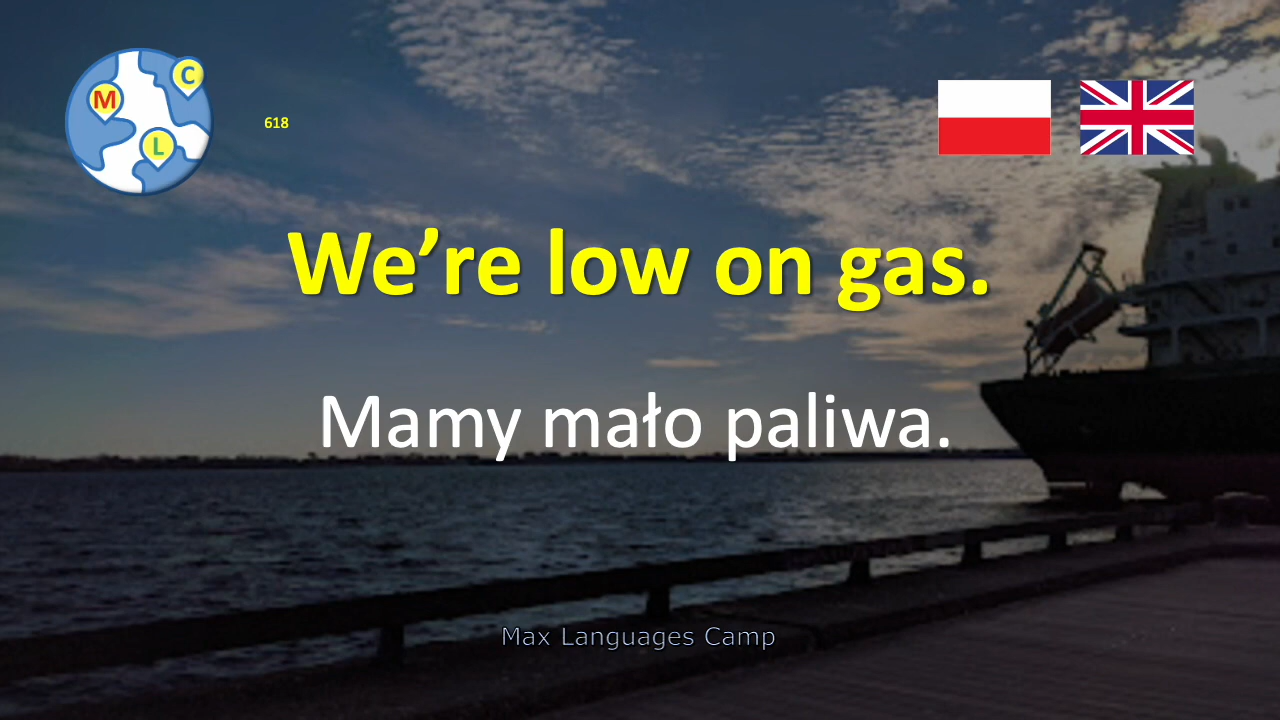 M
C
L
618
We’re low on gas.
Mamy mało paliwa.
Max Languages Camp